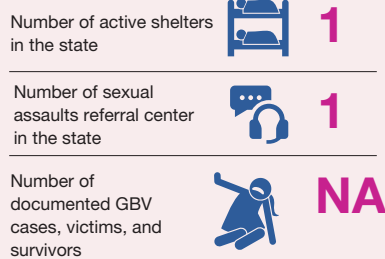 Number of active shelters
in the state
1
Number of sexual
assaults referral center
in the state
1
Number of
documented GBV
cases, victims, and
survivors
NA